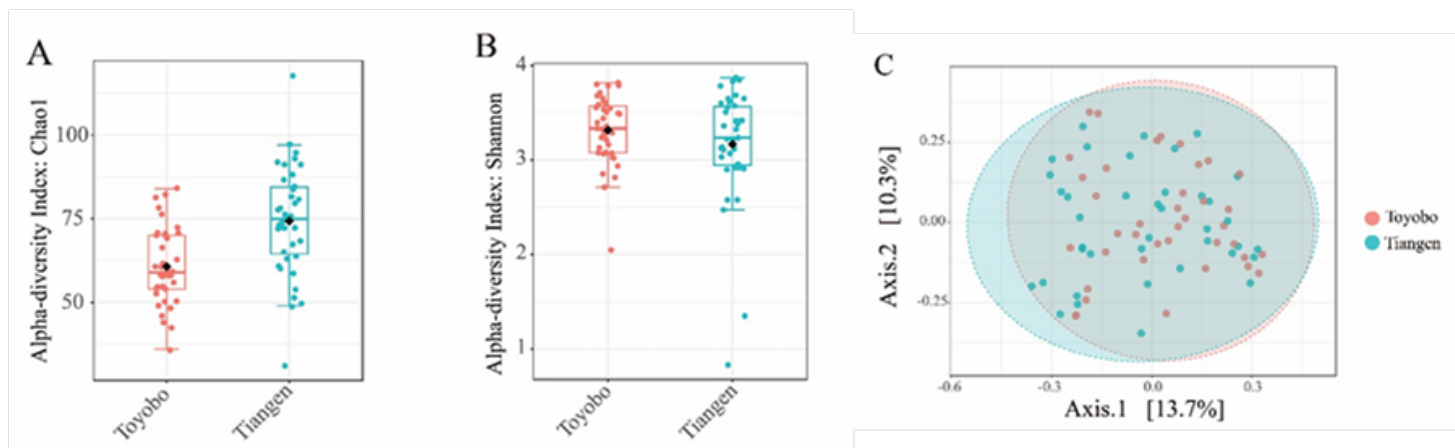 A
Alpha-diversity Index: Chao1
100
75
50
Toyobo
Tiangen
B
Alpha-diversity Index: Shannon
4
3
2
1
Toyobo
Tiangen
C
Axis.2 [10.3%]
0.25
0.00
-0.25
-0.6
-0.3
0.0
0.3
Axis.1 [13.7%]
Toyobo
Tiangen